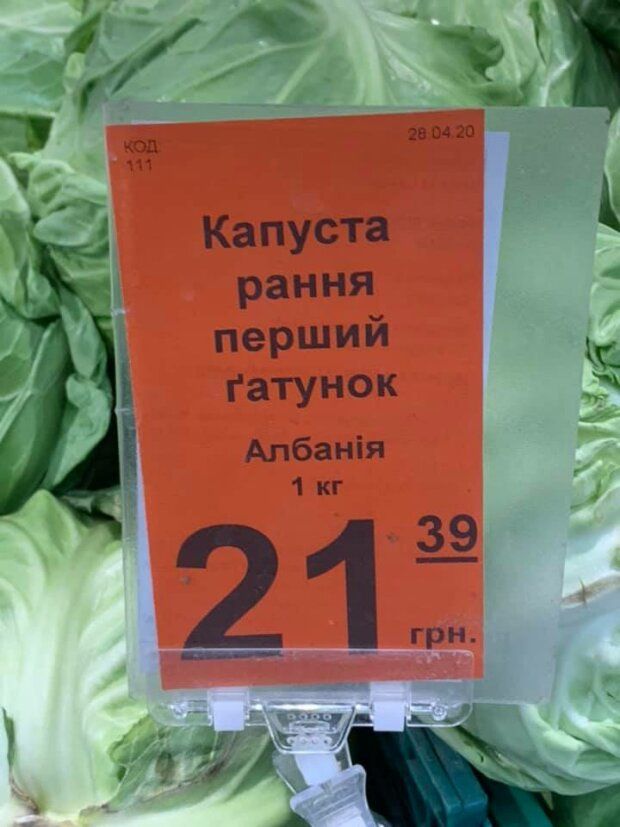 КОД:
111
28.04.20
Капуста
рання
перший
ґатунок
Албанія
1 кг
21 39
грн.